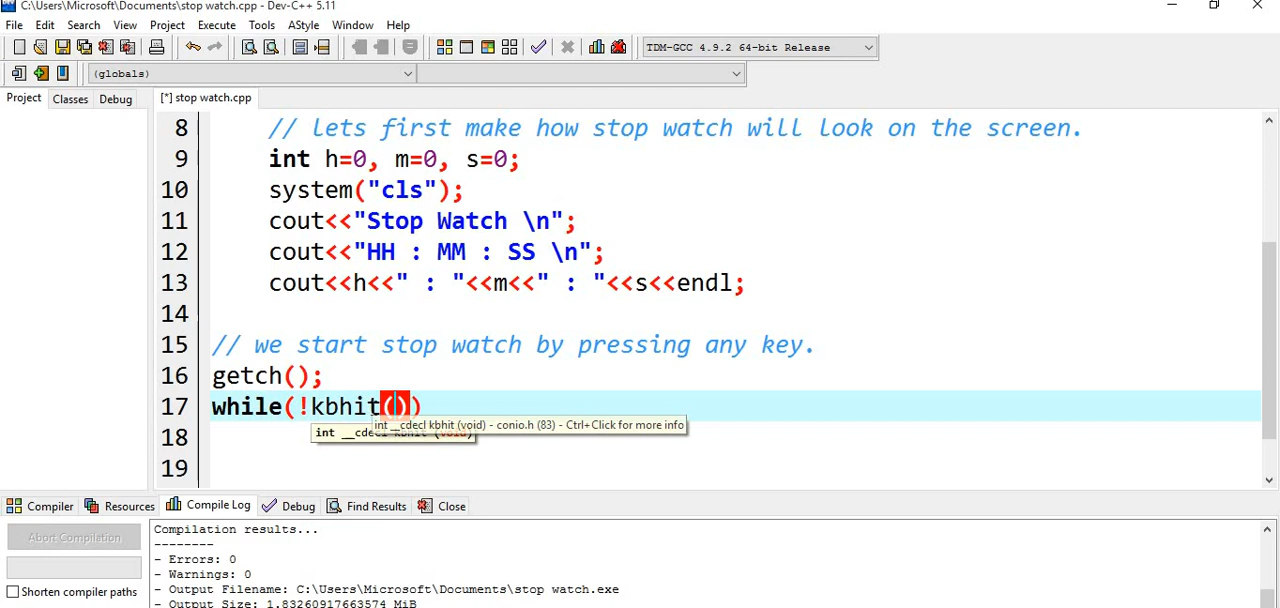 C:\Users\Microsoft\Documents\stop watch.cpp - Dev-C++ 5.11
File Edit Search View Project Execute Tools AStyle Window Help
TDM-GCC 4.9.2 64-bit Release
(globals)
Project Classes Debug [*] stop watch.cpp
8 // lets first make how stop watch will look on the screen.
9 int h=0, m=0, s=0;
10 system("cls");
11 cout<<"Stop Watch \n";
12 cout<<"HH : MM : SS \n";
13 cout<<h<<" : "<<m<<" : "<<s<<endl;
14
15 // we start stop watch by pressing any key.
16 getch();
17 while(!kbhit())
int __cdecl kbhit (void) - conio.h (83) - Ctrl+Click for more info
18 int __cdecl kbhit (void)
19
Compiler Resources Compile Log Debug Find Results Close
Abort Compilation
Shorten compiler paths
Compilation results...
--------
- Errors: 0
- Warnings: 0
- Output Filename: C:\Users\Microsoft\Documents\stop watch.exe
- Output Size: 1.83260917663574 MiB